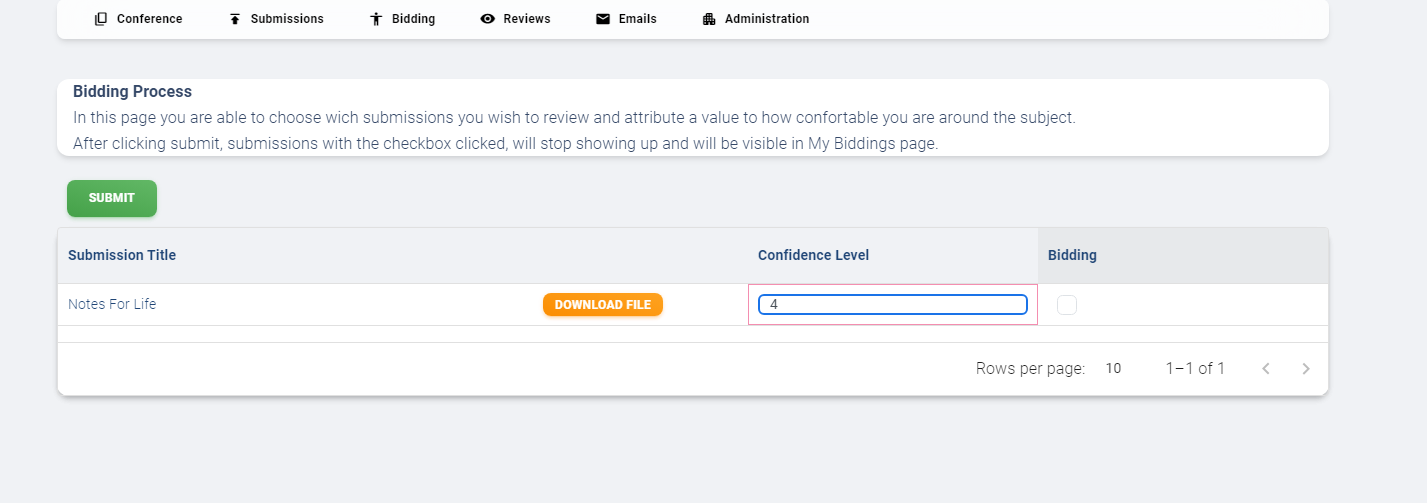 Conference Submissions Bidding Reviews Emails Administration
Bidding Process
In this page you are able to choose wich submissions you wish to review and attribute a value to how confortable you are around the subject.
After clicking submit, submissions with the checkbox clicked, will stop showing up and will be visible in My Biddings page.
SUBMIT
Submission Title Confidence Level Bidding
Notes For Life DOWNLOAD FILE 4
Rows per page: 10 1–1 of 1